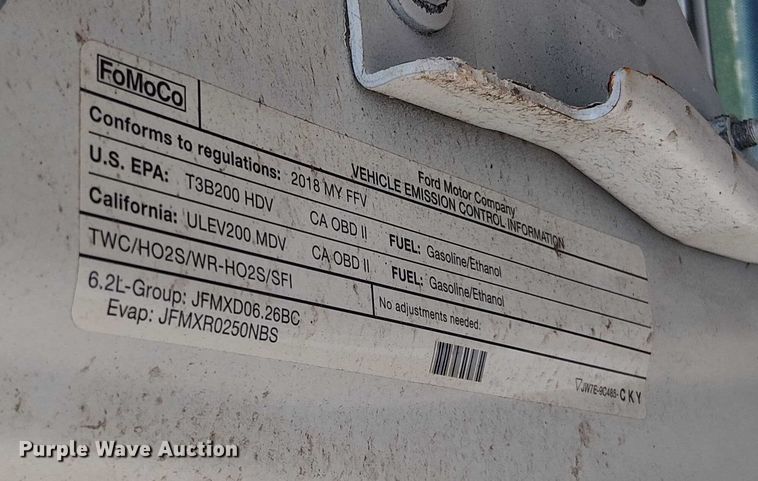 FoMoCo
Ford Motor Company
VEHICLE EMISSION CONTROL INFORMATION
Conforms to regulations: 2018 MY FFV
U.S. EPA: T3B200 HDV CA OBD II FUEL: Gasoline/Ethanol
California: ULEV200 MDV CA OBD II FUEL: Gasoline/Ethanol
TWC/HO2S/WR-HO2S/SFI No adjustments needed.
6.2L-Group: JFMXD06.26BC
Evap: JFMXR0250NBS
JW7E-9C485-CKY
Purple Wave Auction